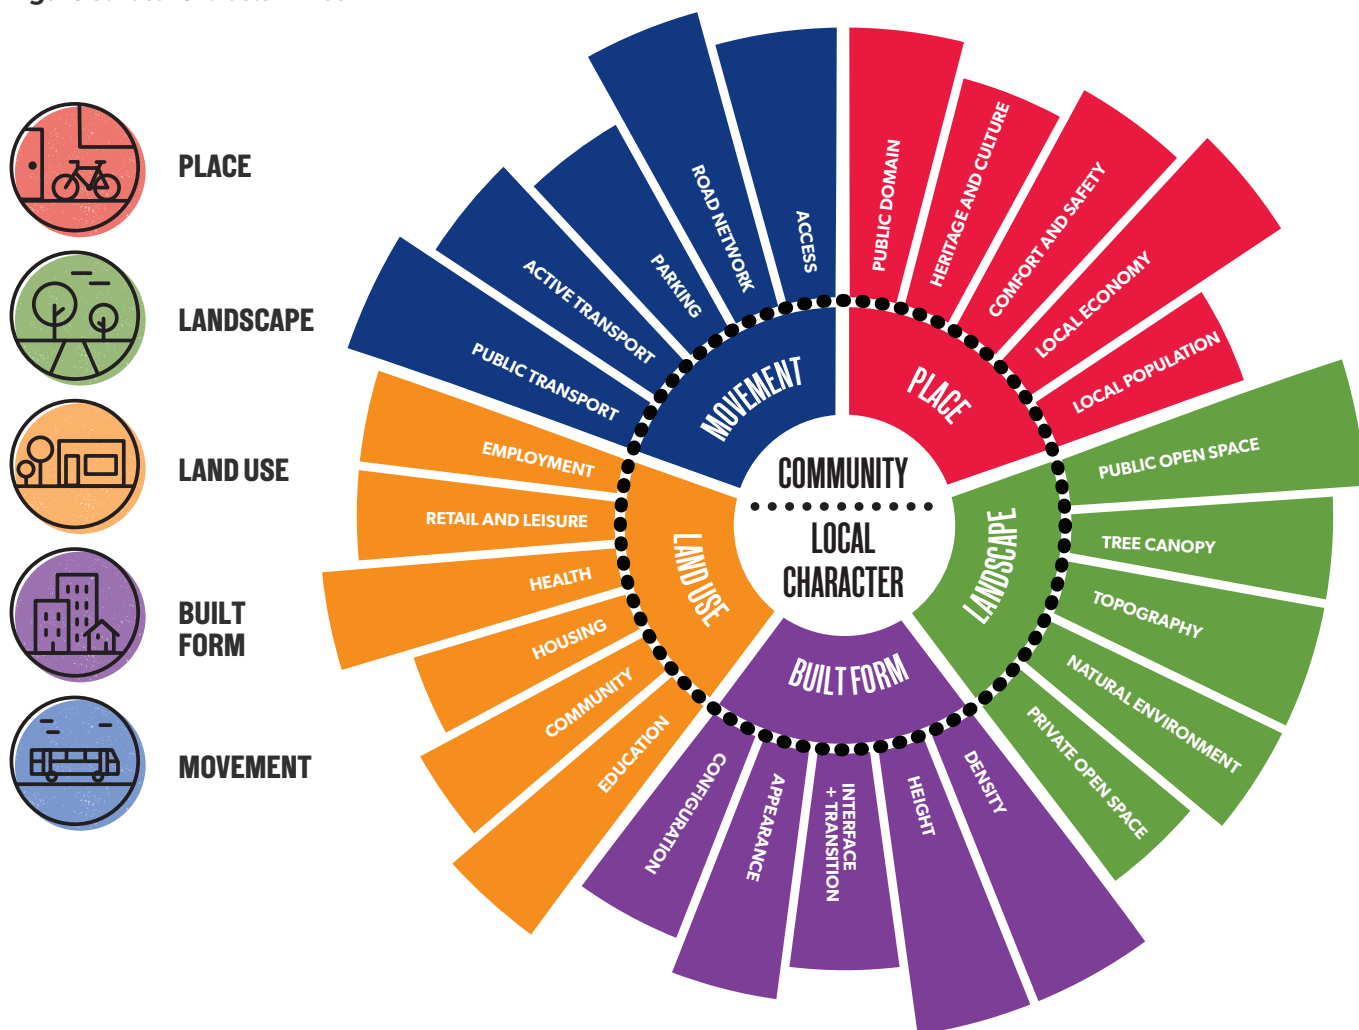 PLACE
LANDSCAPE
LAND USE
BUILT
FORM
MOVEMENT
COMMUNITY
LOCAL
CHARACTER
MOVEMENT
PLACE
LANDSCAPE
BUILT FORM
LAND USE
PUBLIC DOMAIN
HERITAGE AND CULTURE
COMFORT AND SAFETY
LOCAL ECONOMY
LOCAL POPULATION
PUBLIC OPEN SPACE
TREE CANOPY
TOPOGRAPHY
NATURAL ENVIRONMENT
PRIVATE OPEN SPACE
DENSITY
HEIGHT
INTERFACE
+ TRANSITION
APPEARANCE
CONFIGURATION
EDUCATION
COMMUNITY
HOUSING
HEALTH
RETAIL AND LEISURE
EMPLOYMENT
PUBLIC TRANSPORT
ACTIVE TRANSPORT
PARKING
ROAD NETWORK
ACCESS